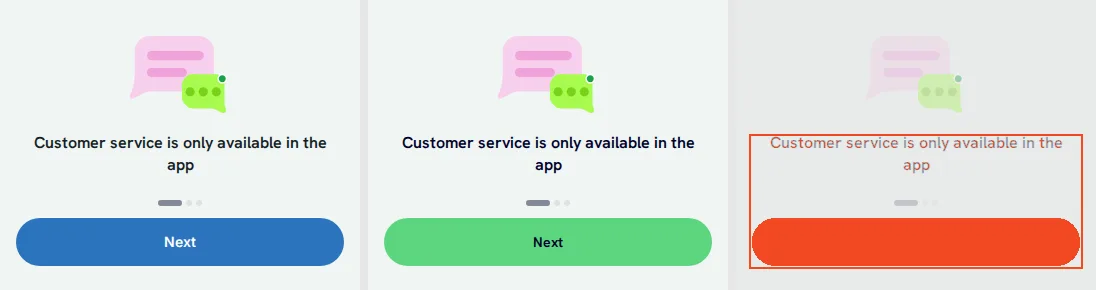 Customer service is only available in the
app
Next
Customer service is only available in the
app
Next
Customer service is only available in the
app